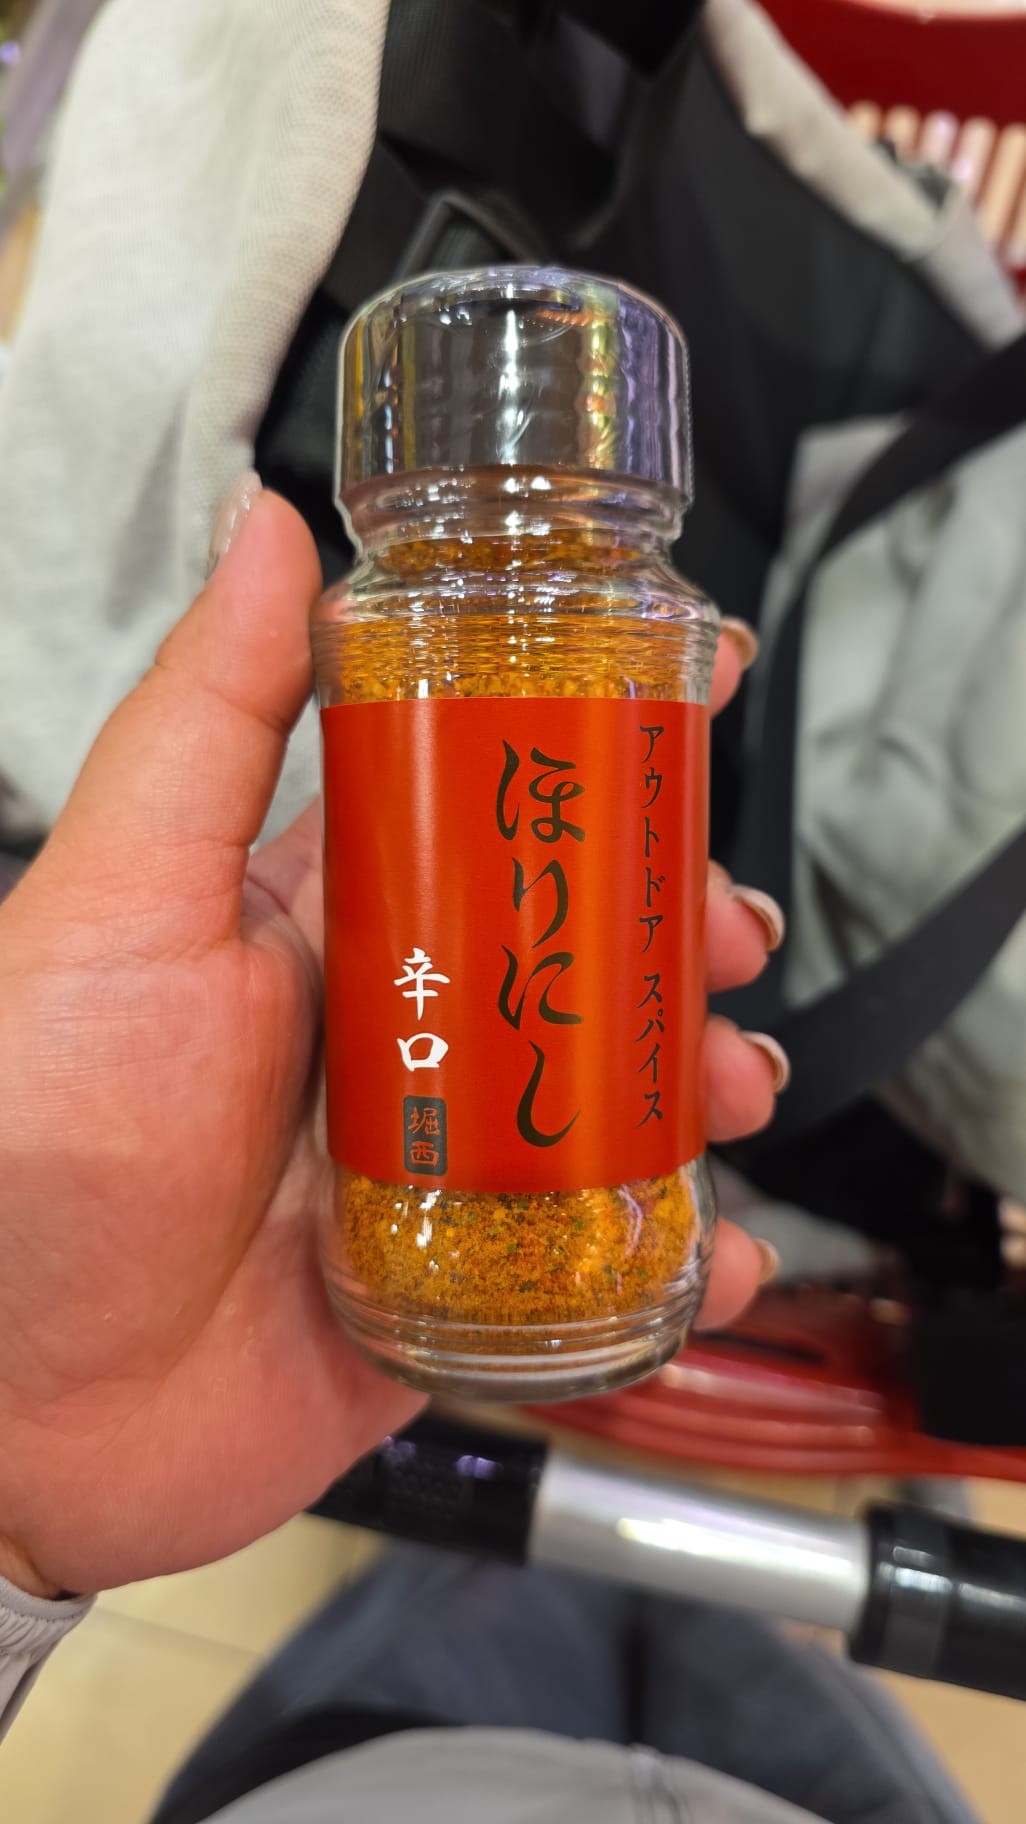 アウトドア スパイス
ほりにし
辛口
堀西